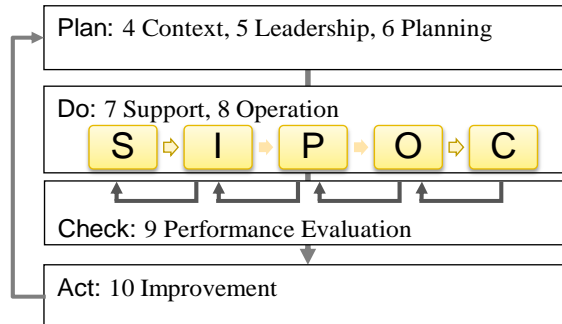 Plan: 4 Context, 5 Leadership, 6 Planning
Do: 7 Support, 8 Operation
S I P O C
Check: 9 Performance Evaluation
Act: 10 Improvement